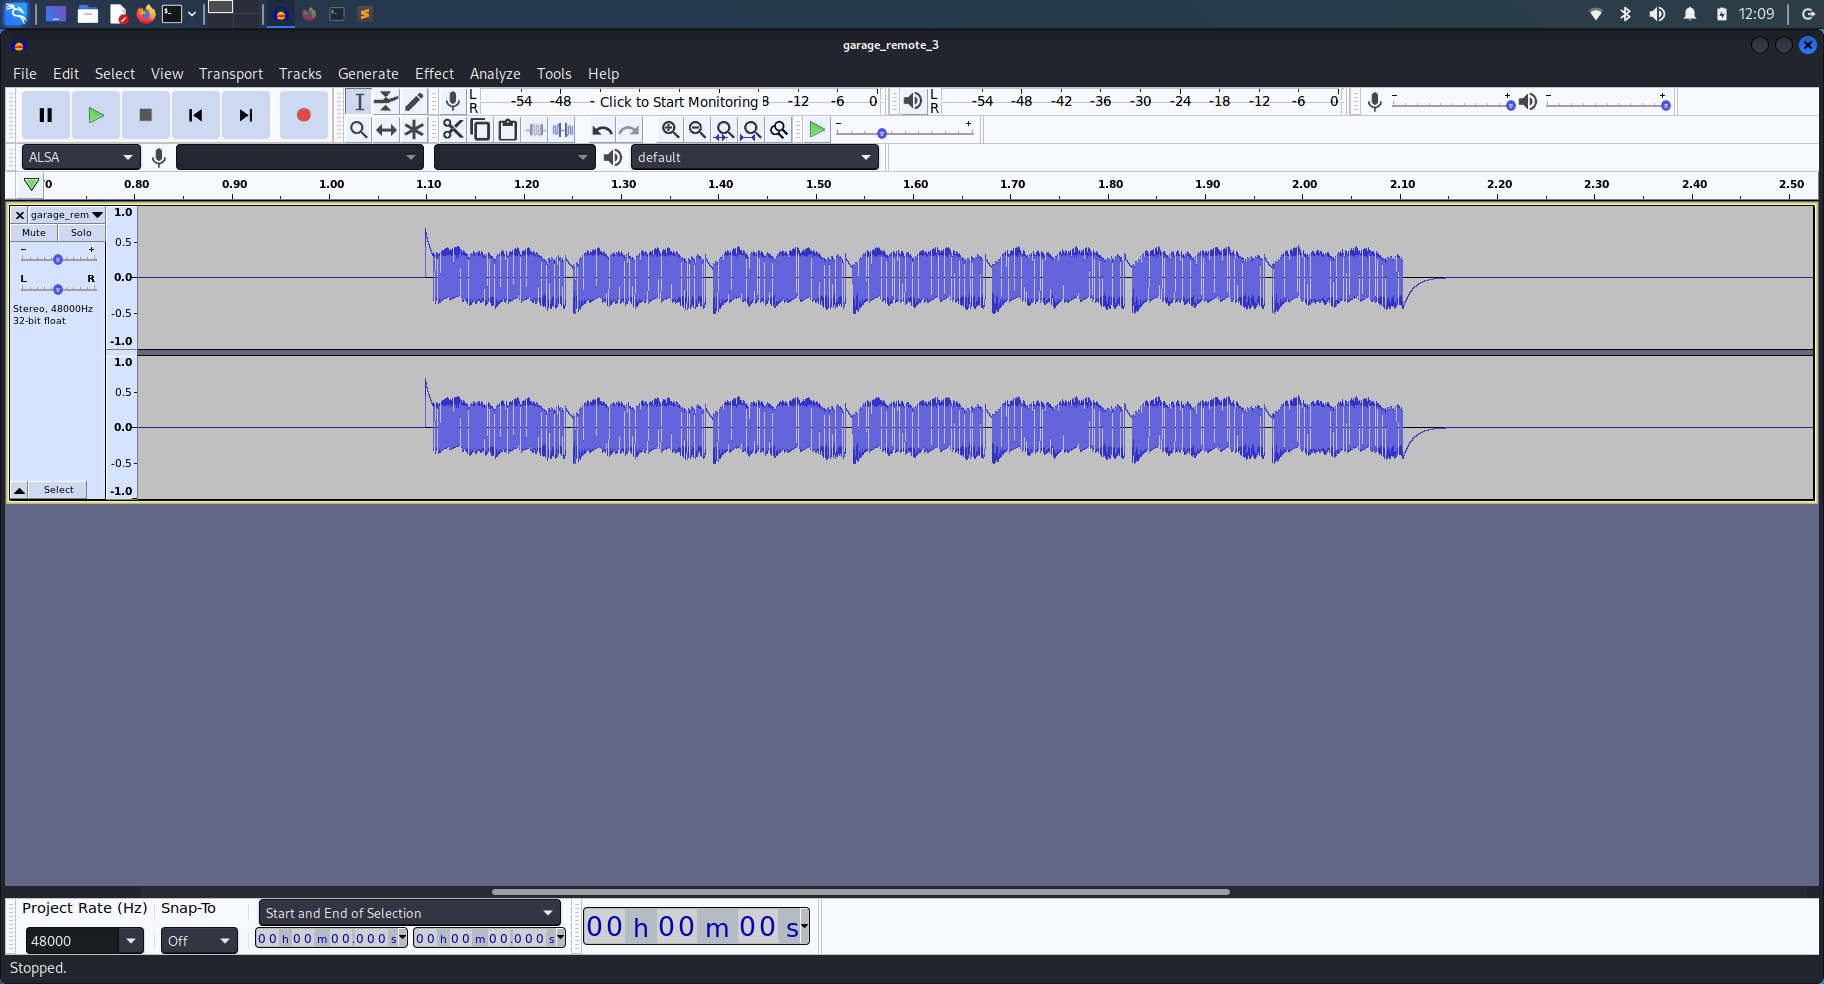 12:09
garage_remote_3
File Edit Select View Transport Tracks Generate Effect Analyze Tools Help
L R -54 -48 - Click to Start Monitoring 8 -12 -6 0 L R -54 -48 -42 -36 -30 -24 -18 -12 -6 0 - + - +
- +
ALSA default
0 0.80 0.90 1.00 1.10 1.20 1.30 1.40 1.50 1.60 1.70 1.80 1.90 2.00 2.10 2.20 2.30 2.40 2.50
garage_rem 1.0
Mute Solo
- + 0.5
L R 0.0
Stereo, 48000Hz -0.5
32-bit float
-1.0
1.0
0.5
0.0
-0.5
Select -1.0
Project Rate (Hz) Snap-To Start and End of Selection
48000 Off 00 h 00 m 00.000 s 00 h 00 m 00.000 s 00 h 00 m 00 s
Stopped.